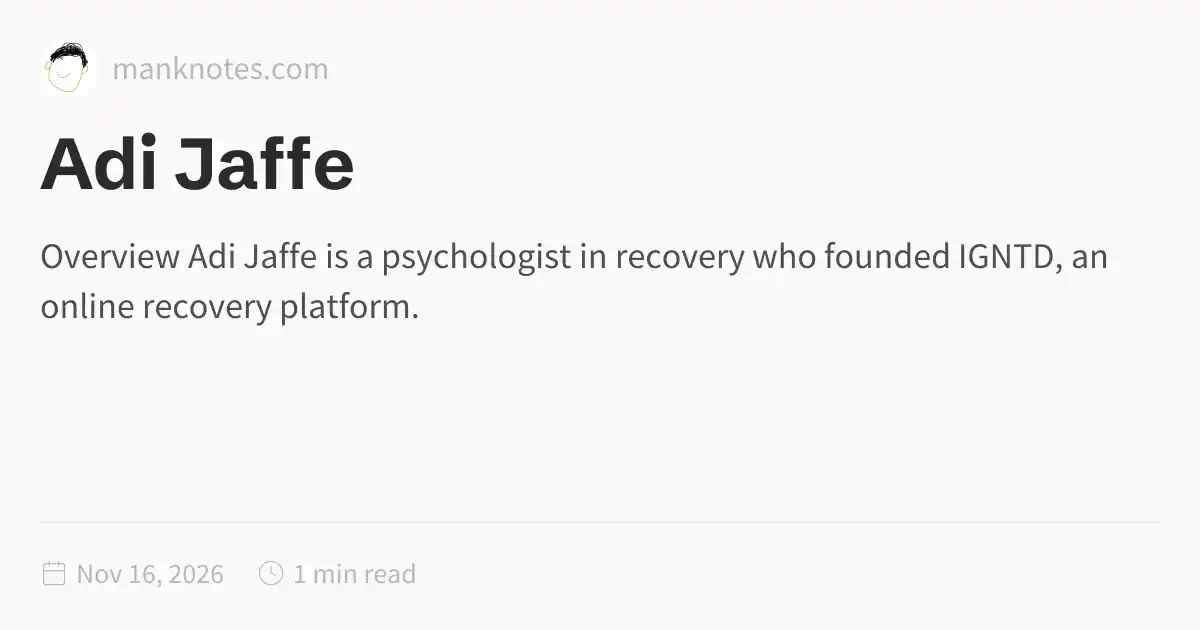 manknotes.com
Adi Jaffe
Overview Adi Jaffe is a psychologist in recovery who founded IGNTD, an
online recovery platform.
Nov 16, 2026 1 min read